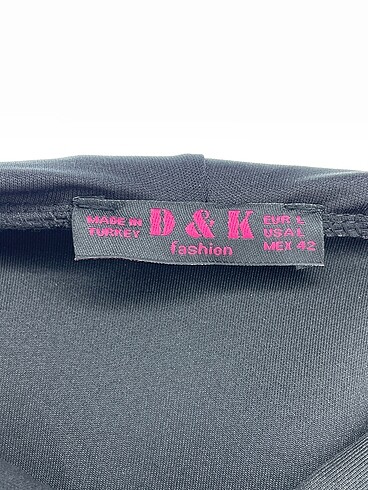 MADE IN
TURKEY
D & K
fashion
EUR L
USA L
MEX 42